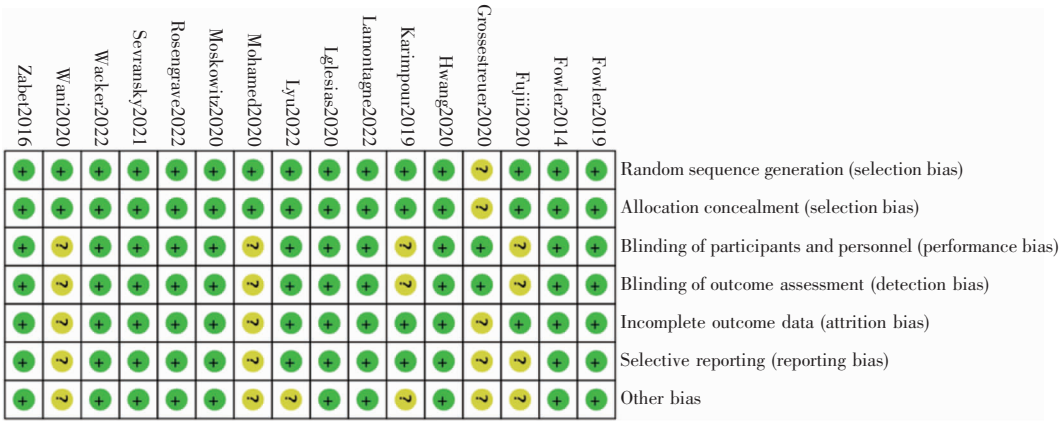 Zabet2016
Wani2020
Wacker2022
Sevransky2021
Rosengrave2022
Moskowitz2020
Mohamed2020
Lyu2022
Lglesias2020
Lamontagne2022
Karimpour2019
Hwang2020
Grossestreuer2020
Fujii2020
Fowler2014
Fowler2019
+ + + + + + + + + + + + ? + + + Random sequence generation (selection bias)
+ + + + + + + + + + + + ? + + + Allocation concealment (selection bias)
+ ? + + + + ? + + + ? + + ? + + Blinding of participants and personnel (performance bias)
+ ? + + + + ? + + + ? + ? ? + + Blinding of outcome assessment (detection bias)
+ ? + + + + ? + + + + + ? + + + Incomplete outcome data (attrition bias)
+ ? + + + + ? + + + + + ? ? + + Selective reporting (reporting bias)
+ ? + + + + ? ? + + ? + ? ? + + Other bias